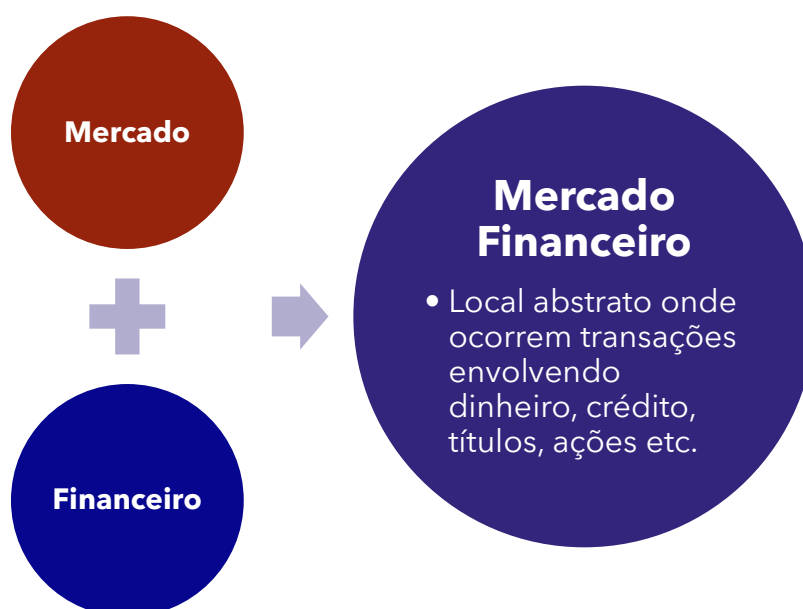 Mercado
Financeiro
Mercado
Financeiro
• Local abstrato onde
ocorrem transações
envolvendo
dinheiro, crédito,
títulos, ações etc.